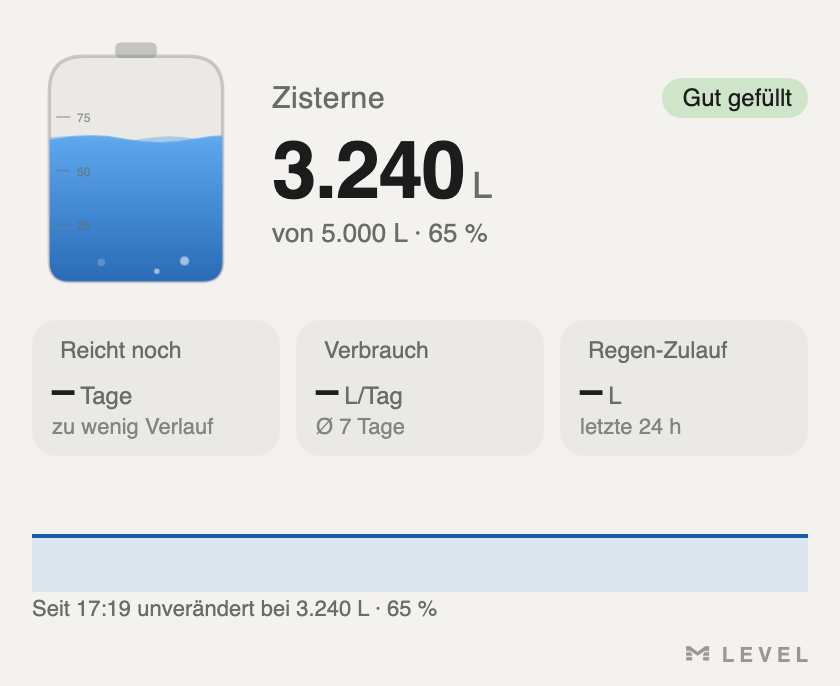 75
50
25
Zisterne
Gut gefüllt
3.240 L
von 5.000 L · 65 %
Reicht noch
– Tage
zu wenig Verlauf
Verbrauch
– L/Tag
Ø 7 Tage
Regen-Zulauf
– L
letzte 24 h
Seit 17:19 unverändert bei 3.240 L · 65 %
LEVEL